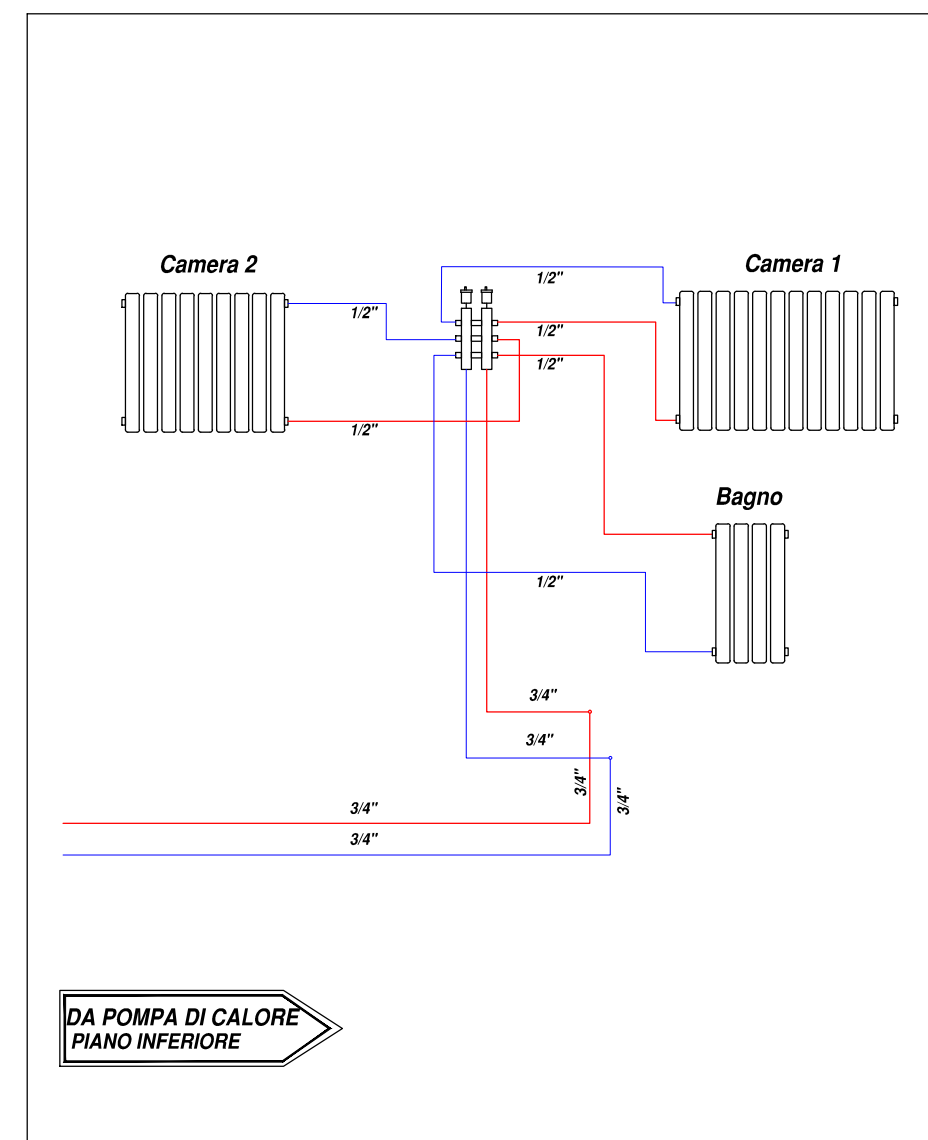 Camera 2
Camera 1
1/2"
1/2"
1/2"
1/2"
1/2"
Bagno
1/2"
3/4"
3/4"
3/4"
3/4"
3/4"
3/4"
DA POMPA DI CALORE
PIANO INFERIORE